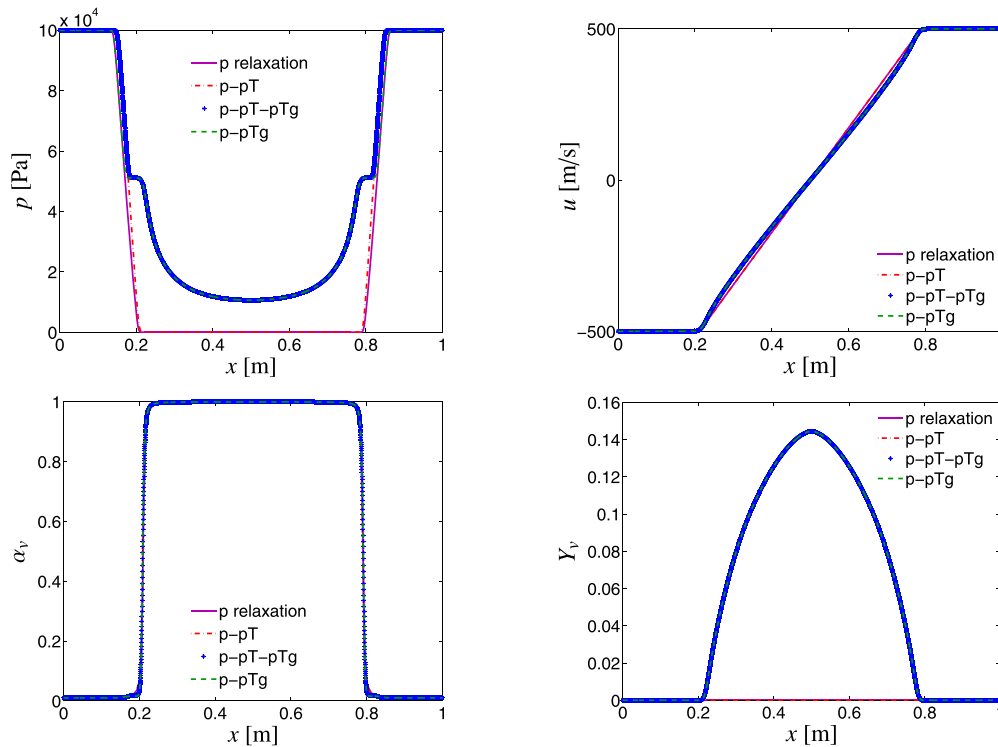 x 10⁴
10
8
6
4
2
0
p [Pa]
p relaxation
p−pT
p−pT−pTg
p−pTg
0 0.2 0.4 0.6 0.8 1
x [m]
500
0
−500
u [m/s]
p relaxation
p−pT
p−pT−pTg
p−pTg
0 0.2 0.4 0.6 0.8
x [m]
1
0.8
0.6
0.4
0.2
0
αᵥ
p relaxation
p−pT
p−pT−pTg
p−pTg
0 0.2 0.4 0.6 0.8 1
x [m]
0.16
0.14
0.12
0.1
0.08
0.06
0.04
0.02
0
Yᵥ
p relaxation
p−pT
p−pT−pTg
p−pTg
0 0.2 0.4 0.6 0.8
x [m]